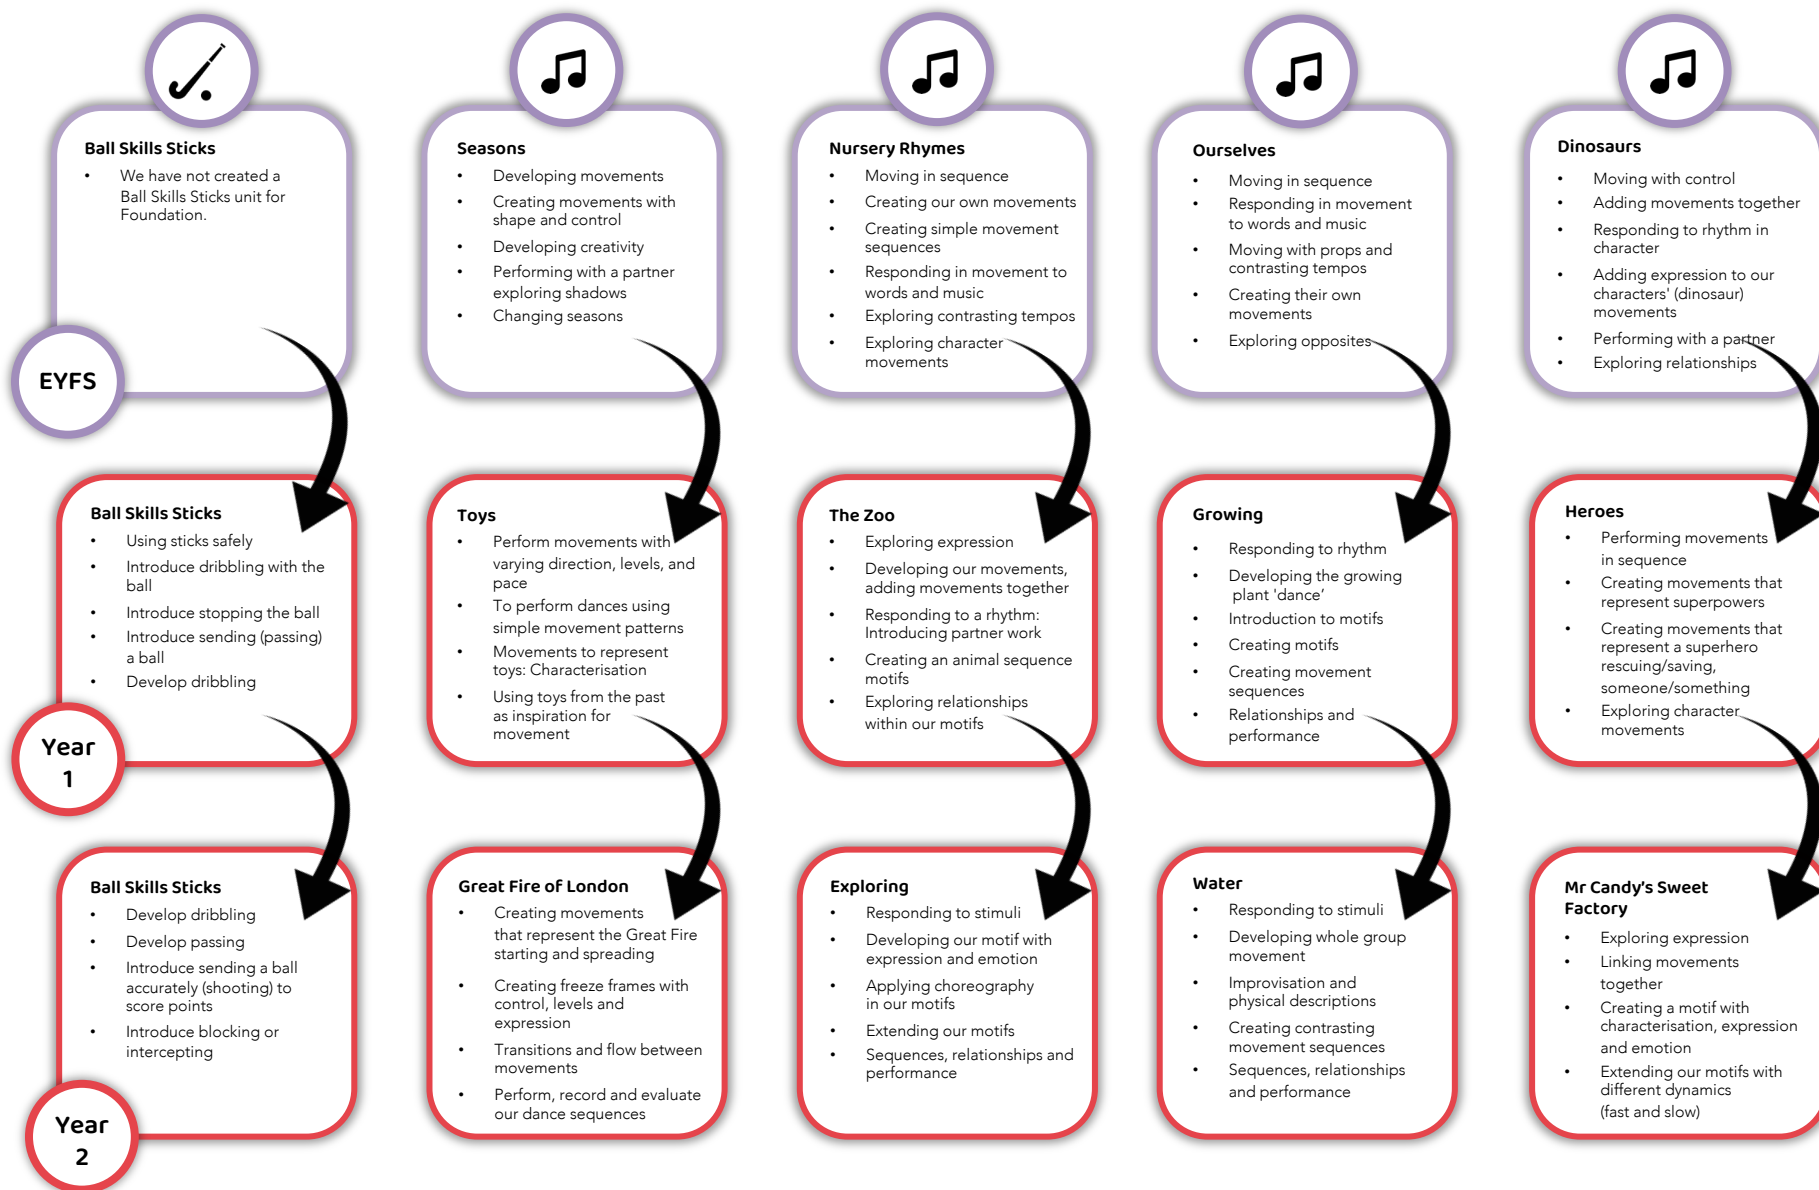 Ball Skills Sticks
• We have not created a
Ball Skills Sticks unit for
Foundation.
EYFS
Seasons
• Developing movements
• Creating movements with
shape and control
• Developing creativity
• Performing with a partner
exploring shadows
• Changing seasons
Nursery Rhymes
• Moving in sequence
• Creating our own movements
• Creating simple movement
sequences
• Responding in movement to
words and music
• Exploring contrasting tempos
• Exploring character
movements
Ourselves
• Moving in sequence
• Responding in movement
to words and music
• Moving with props and
contrasting tempos
• Creating their own
movements
• Exploring opposites
Dinosaurs
• Moving with control
• Adding movements together
• Responding to rhythm in
character
• Adding expression to our
characters' (dinosaur)
movements
• Performing with a partner
• Exploring relationships
Ball Skills Sticks
• Using sticks safely
• Introduce dribbling with the
ball
• Introduce stopping the ball
• Introduce sending (passing)
a ball
• Develop dribbling
Year
1
Toys
• Perform movements with
varying direction, levels, and
pace
• To perform dances using
simple movement patterns
• Movements to represent
toys: Characterisation
• Using toys from the past
as inspiration for
movement
The Zoo
• Exploring expression
• Developing our movements,
adding movements together
• Responding to a rhythm:
Introducing partner work
• Creating an animal sequence
motifs
• Exploring relationships
within our motifs
Growing
• Responding to rhythm
• Developing the growing
plant 'dance’
• Introduction to motifs
• Creating motifs
• Creating movement
sequences
• Relationships and
performance
Heroes
• Performing movements
in sequence
• Creating movements that
represent superpowers
• Creating movements that
represent a superhero
rescuing/saving,
someone/something
• Exploring character
movements
Ball Skills Sticks
• Develop dribbling
• Develop passing
• Introduce sending a ball
accurately (shooting) to
score points
• Introduce blocking or
intercepting
Year
2
Great Fire of London
• Creating movements
that represent the Great Fire
starting and spreading
• Creating freeze frames with
control, levels and
expression
• Transitions and flow between
movements
• Perform, record and evaluate
our dance sequences
Exploring
• Responding to stimuli
• Developing our motif with
expression and emotion
• Applying choreography
in our motifs
• Extending our motifs
• Sequences, relationships and
performance
Water
• Responding to stimuli
• Developing whole group
movement
• Improvisation and
physical descriptions
• Creating contrasting
movement sequences
• Sequences, relationships
and performance
Mr Candy’s Sweet
Factory
• Exploring expression
• Linking movements
together
• Creating a motif with
characterisation, expression
and emotion
• Extending our motifs with
different dynamics
(fast and slow)